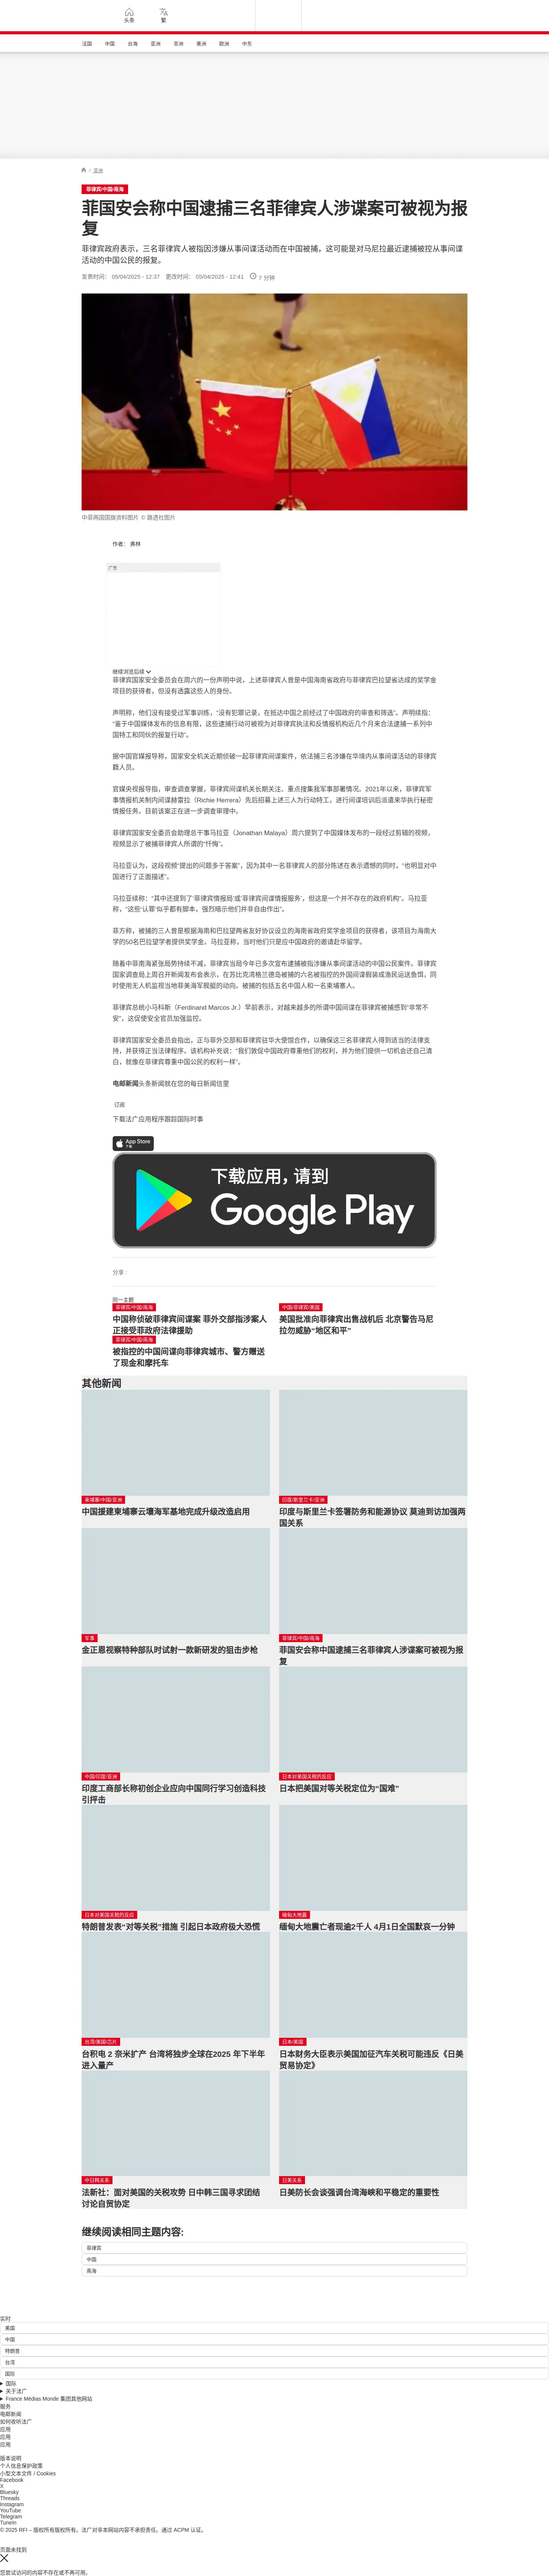 头条
繁
法国
中国
台海
亚洲
非洲
美洲
欧洲
中东
/ 亚洲
菲律宾/中国/南海
菲国安会称中国逮捕三名菲律宾人涉谍案可被视为报
复
菲律宾政府表示，三名菲律宾人被指因涉嫌从事间谍活动而在中国被捕，这可能是对马尼拉最近逮捕被控从事间谍
活动的中国公民的报复。
发表时间： 05/04/2025 - 12:37 更改时间： 05/04/2025 - 12:41 7 分钟
中菲两国国旗资料图片 © 路透社图片
作者： 弗林
广告
继续浏览后续
菲律宾国家安全委员会在周六的一份声明中说，上述菲律宾人曾是中国海南省政府与菲律宾巴拉望省达成的奖学金
项目的获得者，但没有透露这些人的身份。
声明称，他们没有接受过军事训练，“没有犯罪记录，在抵达中国之前经过了中国政府的审查和筛选”。声明续指：
“鉴于中国媒体发布的信息有限，这些逮捕行动可被视为对菲律宾执法和反情报机构近几个月来合法逮捕一系列中
国特工和同伙的报复行动”。
据中国官媒报导称，国家安全机关近期侦破一起菲律宾间谍案件，依法捕三名涉嫌在华境内从事间谍活动的菲律宾
籍人员。
官媒央视报导指，审查调查掌握，菲律宾间谍机关长期关注、重点搜集我军事部署情况。2021年以来，菲律宾军
事情报机关制内间谍赫雷拉（Richie Herrera）先后招募上述三人为行动特工，进行间谍培训后派遣来华执行秘密
情报任务。目前该案正在进一步调查审理中。
菲律宾国家安全委员会助理总干事马拉亚（Jonathan Malaya）周六提到了中国媒体发布的一段经过剪辑的视频，
视频显示了被捕菲律宾人所谓的“忏悔”。
马拉亚认为，这段视频“提出的问题多于答案”，因为其中一名菲律宾人的部分陈述在表示遗憾的同时，“也明显对中
国进行了正面描述”。
马拉亚续称：“其中还提到了‘菲律宾情报局’或‘菲律宾间谍情报服务’，但这是一个并不存在的政府机构”。马拉亚
称，“这些‘认罪’似乎都有脚本，强烈暗示他们并非自由作出”。
菲方称，被捕的三人曾是根据海南和巴拉望两省友好协议设立的海南省政府奖学金项目的获得者，该项目为海南大
学的50名巴拉望学者提供奖学金。马拉亚称，当时他们只是应中国政府的邀请赴华留学。
随着中菲南海紧张局势持续不减，菲律宾当局今年已多次宣布逮捕被指涉嫌从事间谍活动的中国公民案件。菲律宾
国家调查局上周召开新闻发布会表示，在苏比克湾格兰德岛被捕的六名被指控的外国间谍假装成渔民运送鱼饵，同
时使用无人机监视当地菲美海军舰艇的动向。被捕的包括五名中国人和一名柬埔寨人。
菲律宾总统小马科斯（Ferdinand Marcos Jr.）早前表示，对越来越多的所谓中国间谍在菲律宾被捕感到“非常不
安”，这促使安全官员加强监控。
菲律宾国家安全委员会指出，正与菲外交部和菲律宾驻华大使馆合作，以确保这三名菲律宾人得到适当的法律支
持，并获得正当法律程序。该机构补充说：“我们敦促中国政府尊重他们的权利，并为他们提供一切机会还自己清
白，就像在菲律宾尊重中国公民的权利一样”。
电邮新闻头条新闻就在您的每日新闻信里
订阅
下载法广应用程序跟踪国际时事
App Store
下载
下载应用，请到
Google Play
分享 :
同一主题
菲律宾/中国/南海
中国称侦破菲律宾间谍案 菲外交部指涉案人
正接受菲政府法律援助
中国/菲律宾/美国
美国批准向菲律宾出售战机后 北京警告马尼
拉勿威胁“地区和平”
菲律宾/中国/南海
被指控的中国间谍向菲律宾城市、警方赠送
了现金和摩托车
其他新闻
柬埔寨/中国/亚洲
中国援建柬埔寨云壤海军基地完成升级改造启用
印度/斯里兰卡/亚洲
印度与斯里兰卡签署防务和能源协议 莫迪到访加强两
国关系
军事
金正恩视察特种部队时试射一款新研发的狙击步枪
菲律宾/中国/南海
菲国安会称中国逮捕三名菲律宾人涉谍案可被视为报
复
中国/印度/亚洲
印度工商部长称初创企业应向中国同行学习创造科技
引抨击
日本对美国关税的反应
日本把美国对等关税定位为“国难”
日本对美国关税的反应
特朗普发表“对等关税”措施 引起日本政府极大恐慌
缅甸大地震
缅甸大地震亡者现逾2千人 4月1日全国默哀一分钟
台湾/美国/芯片
台积电 2 奈米扩产 台湾将独步全球在2025 年下半年
进入量产
日本/美国
日本财务大臣表示美国加征汽车关税可能违反《日美
贸易协定》
中日韩关系
法新社：面对美国的关税攻势 日中韩三国寻求团结
讨论自贸协定
日美关系
日美防长会谈强调台湾海峡和平稳定的重要性
继续阅读相同主题内容:
菲律宾
中国
南海
实时
美国
中国
特朗普
台湾
国际
国际
关于法广
France Médias Monde 集团其他网站
服务
电邮新闻
如何收听法广
应用
应用
应用
版本说明
个人信息保护政策
小型文本文件 / Cookies
Facebook
X
Bluesky
Threads
Instagram
YouTube
Telegram
TuneIn
© 2025 RFI – 版权所有版权所有。法广对非本网站内容不承担责任。通过 ACPM 认证。
页面未找到
您尝试访问的内容不存在或不再可用。